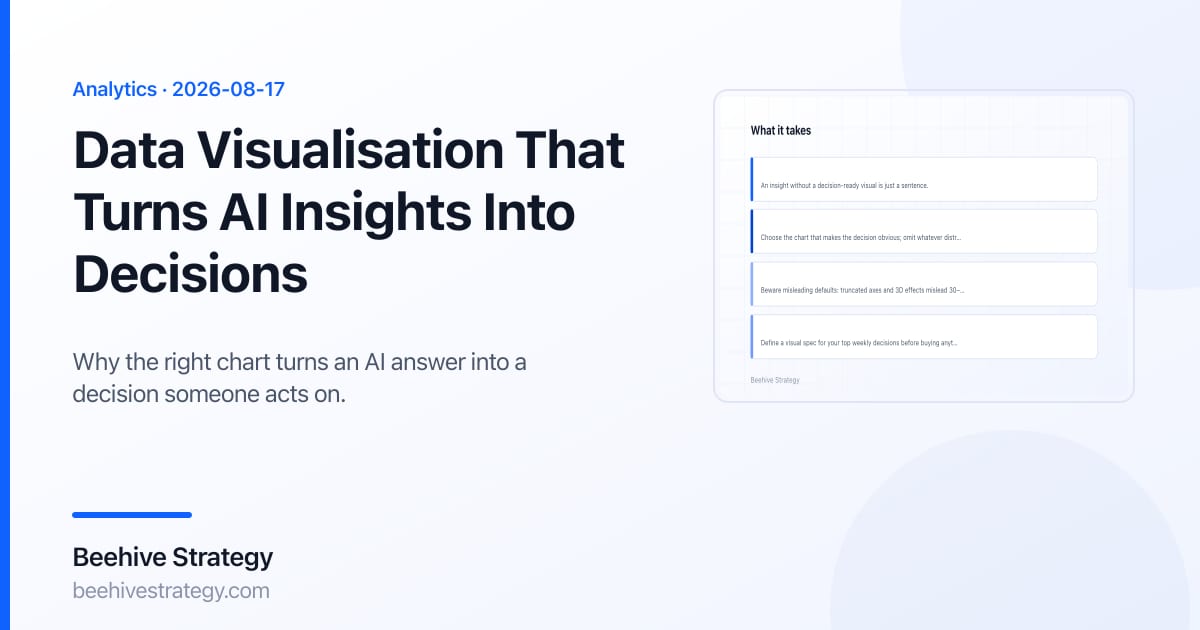 Analytics · 2026-08-17
Data Visualisation That
Turns AI Insights Into
Decisions
Why the right chart turns an AI answer into a
decision someone acts on.
Beehive Strategy
beehivestrategy.com
What it takes
An insight without a decision-ready visual is just a sentence.
Choose the chart that makes the decision obvious; omit whatever distr...
Beware misleading defaults: truncated axes and 3D effects mislead 30–...
Define a visual spec for your top weekly decisions before buying anyt...
Beehive Strategy